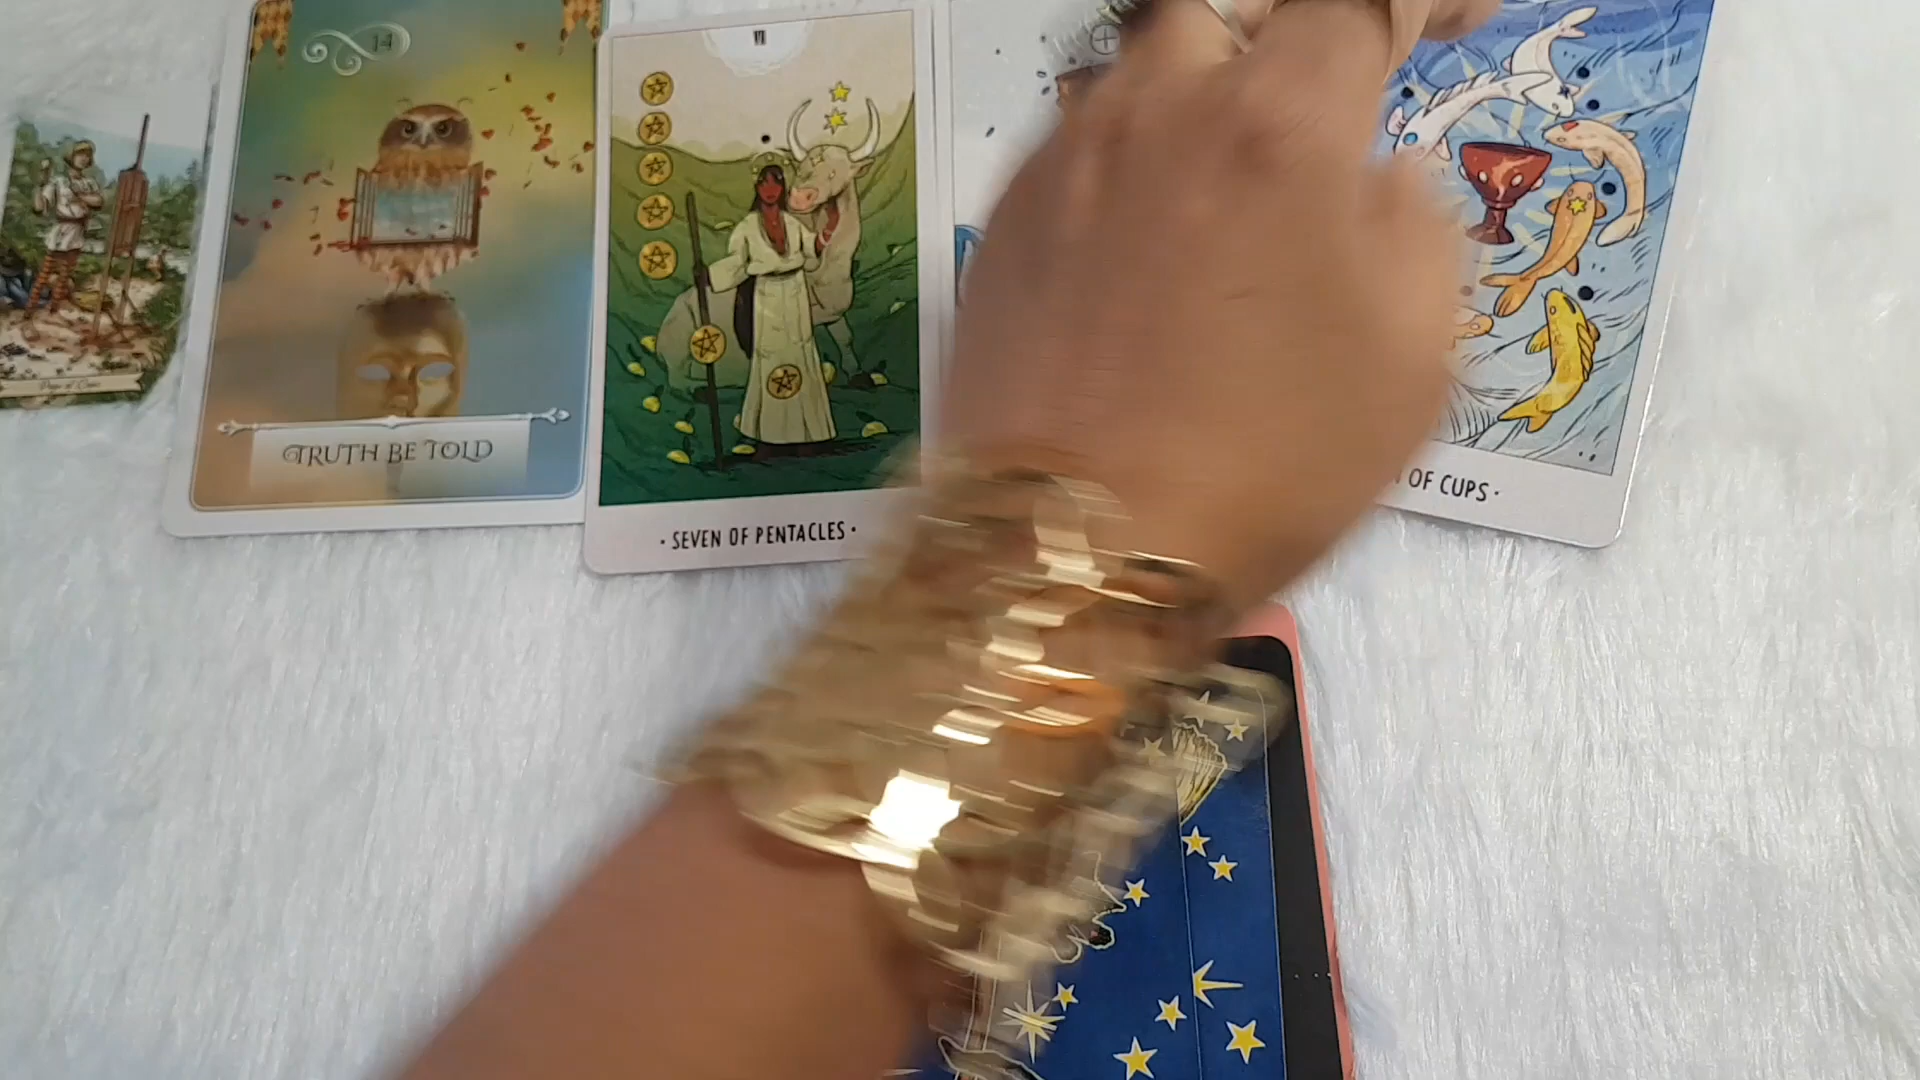 14
TRUTH BE TOLD
VII
· SEVEN OF PENTACLES ·
OF CUPS ·